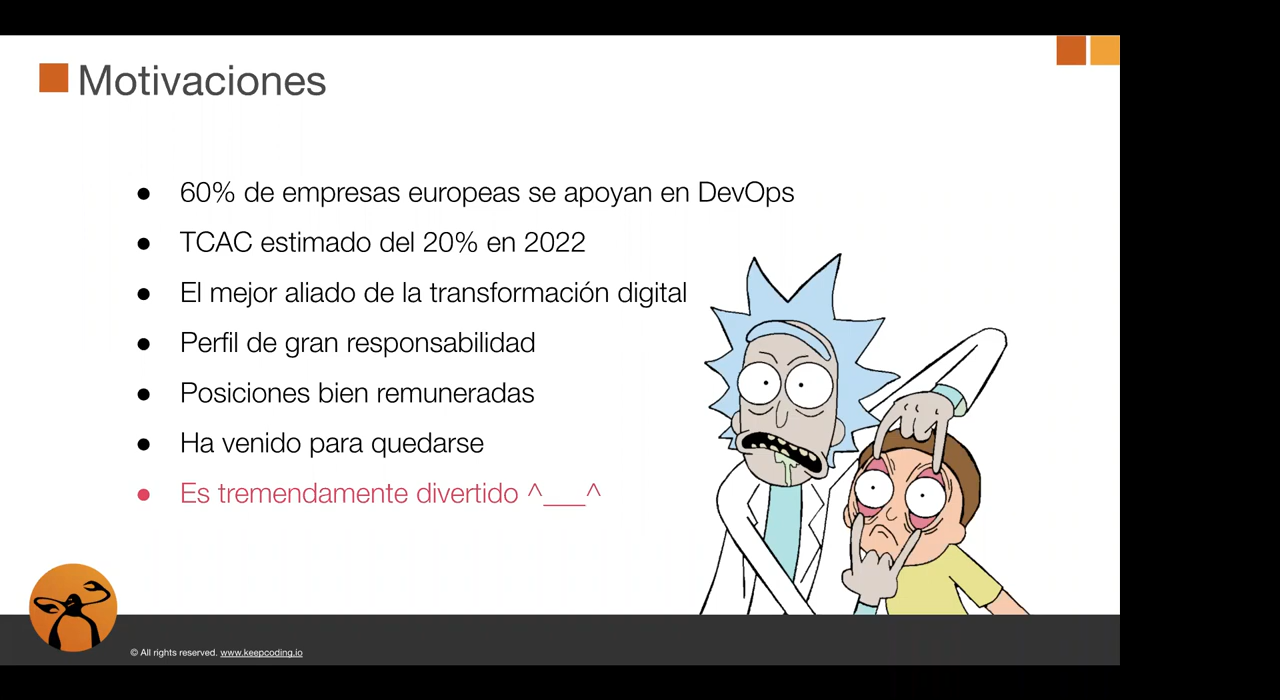 Motivaciones
● 60% de empresas europeas se apoyan en DevOps
● TCAC estimado del 20% en 2022
● El mejor aliado de la transformación digital
● Perfil de gran responsabilidad
● Posiciones bien remuneradas
● Ha venido para quedarse
● Es tremendamente divertido ^___^
© All rights reserved. www.keepcoding.io